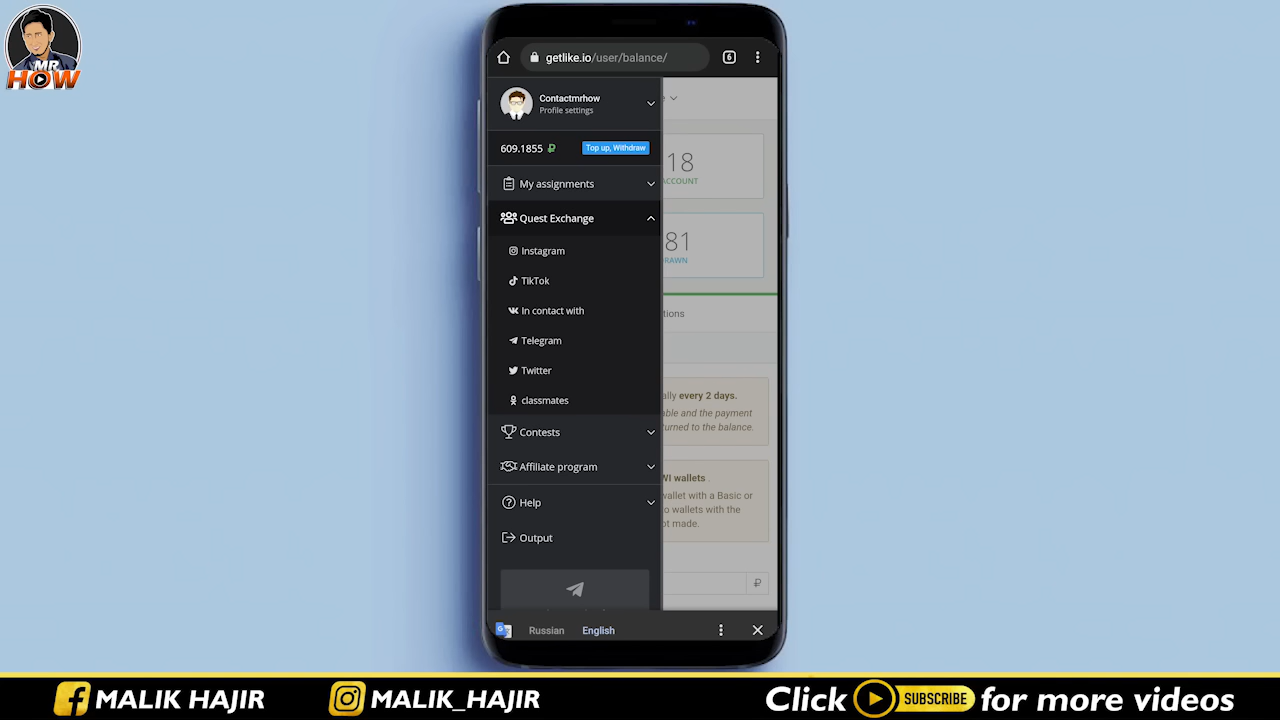 MR
HOW
getlike.io/user/balance/
6
Contactmrhow
Profile settings
609.1855 ₽
Top up, Withdraw
18
ACCOUNT
My assignments
Quest Exchange
81
RAWN
Instagram
TikTok
In contact with
tions
Telegram
Twitter
classmates
ally every 2 days.
able and the payment
turned to the balance.
Contests
Affiliate program
WI wallets .
wallet with a Basic or
o wallets with the
ot made.
Help
Output
₽
Russian English
MALIK HAJIR
MALIK_HAJIR
Click SUBSCRIBE for more videos